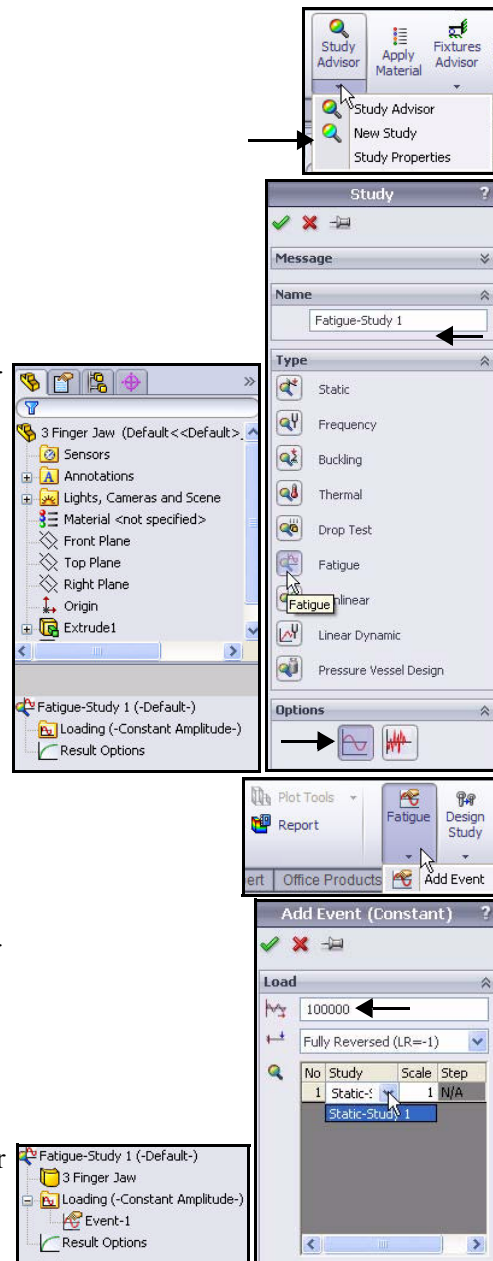 Study Advisor
Apply Material
Fixtures Advisor
Study Advisor
New Study
Study Properties
Study ?
Message
Name
Fatigue-Study 1
Type
Static
Frequency
Buckling
Thermal
Drop Test
Fatigue
Fatigue
Linear Dynamic
Pressure Vessel Design
Options
3 Finger Jaw (Default<<Default>_
Sensors
A Annotations
Lights, Cameras and Scene
Material <not specified>
Front Plane
Top Plane
Right Plane
Origin
Extrude1
Fatigue-Study 1 (-Default-)
Loading (-Constant Amplitude-)
Result Options
Plot Tools
Report
Fatigue
Design Study
Office Products
Add Event
Add Event (Constant) ?
Load
100000
Fully Reversed (LR=-1)
No Study Scale Step
1 Static-S 1 N/A
Static-Study 1
Fatigue-Study 1 (-Default-)
3 Finger Jaw
Loading (-Constant Amplitude-)
Event-1
Result Options